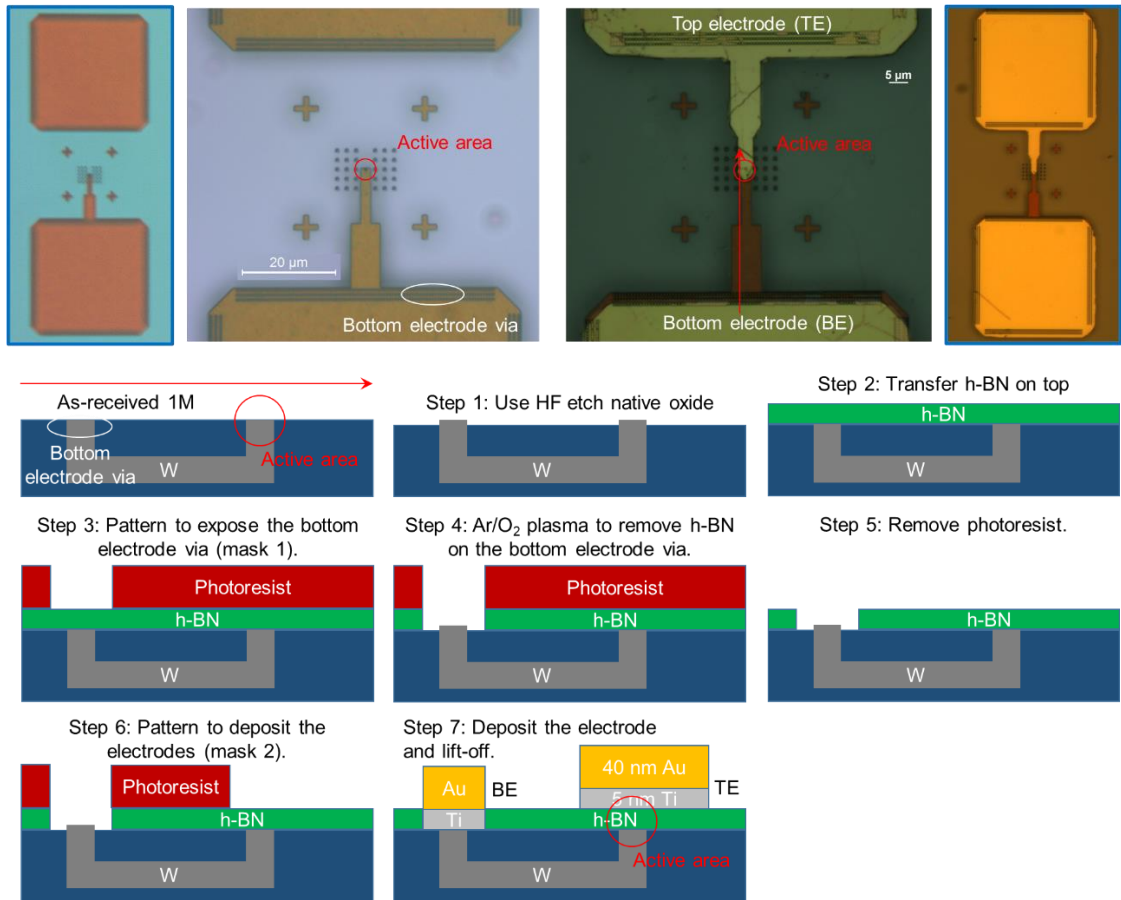 Top electrode (TE)
5 µm
Active area
Active area
20 µm
Bottom electrode via
Bottom electrode (BE)
As-received 1M
Bottom
electrode via
W
Active area
Step 1: Use HF etch native oxide
W
Step 2: Transfer h-BN on top
h-BN
W
Step 3: Pattern to expose the bottom
electrode via (mask 1).
Photoresist
h-BN
W
Step 4: Ar/O₂ plasma to remove h-BN
on the bottom electrode via.
Photoresist
h-BN
W
Step 5: Remove photoresist.
h-BN
W
Step 6: Pattern to deposit the
electrodes (mask 2).
Photoresist
h-BN
W
Step 7: Deposit the electrode
and lift-off.
Au
BE
Ti
40 nm Au
5 nm Ti
TE
h-BN
Active area
W